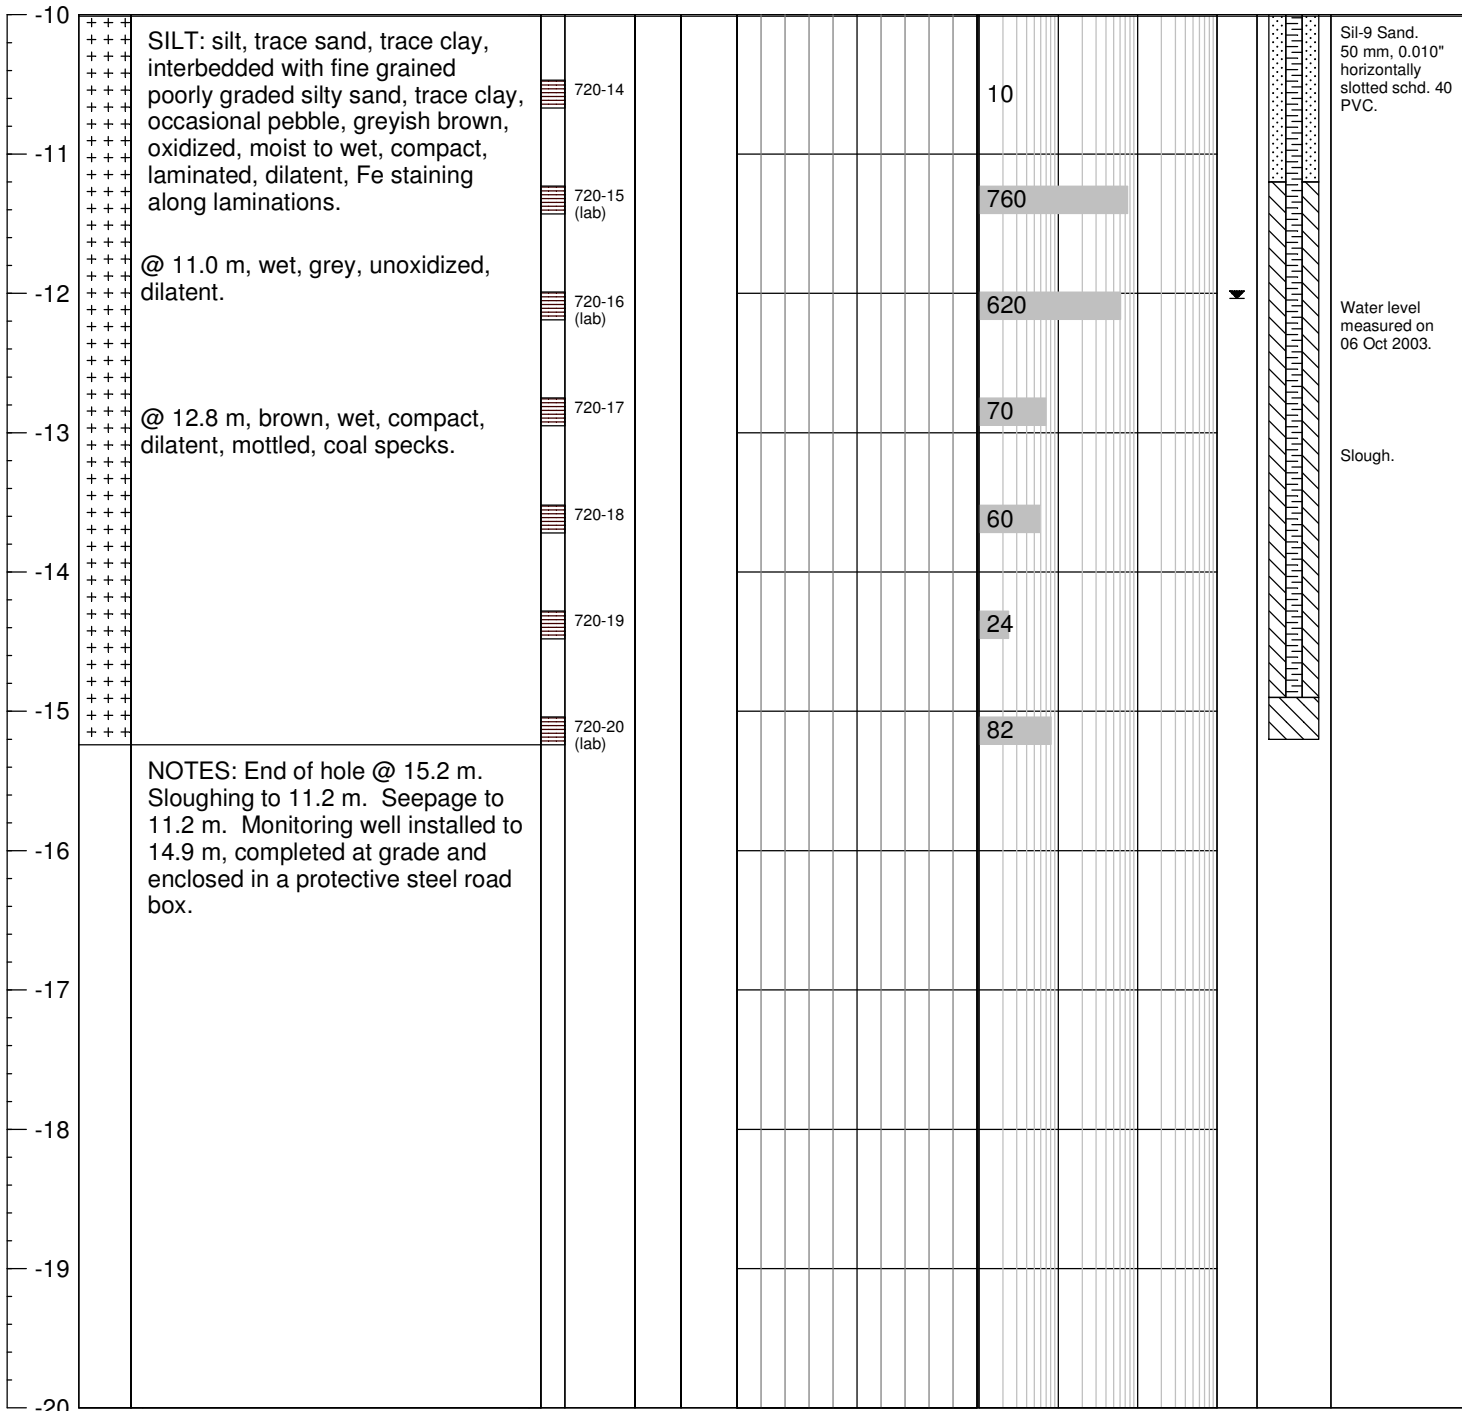 -10
-11
-12
-13
-14
-15
-16
-17
-18
-19
-20
SILT: silt, trace sand, trace clay,
interbedded with fine grained
poorly graded silty sand, trace clay,
occasional pebble, greyish brown,
oxidized, moist to wet, compact,
laminated, dilatent, Fe staining
along laminations.
@ 11.0 m, wet, grey, unoxidized,
dilatent.
@ 12.8 m, brown, wet, compact,
dilatent, mottled, coal specks.
NOTES: End of hole @ 15.2 m.
Sloughing to 11.2 m. Seepage to
11.2 m. Monitoring well installed to
14.9 m, completed at grade and
enclosed in a protective steel road
box.
720-14
720-15
(lab)
720-16
(lab)
720-17
720-18
720-19
720-20
(lab)
10
760
620
70
60
24
82
Sil-9 Sand.
50 mm, 0.010"
horizontally
slotted schd. 40
PVC.
Water level
measured on
06 Oct 2003.
Slough.